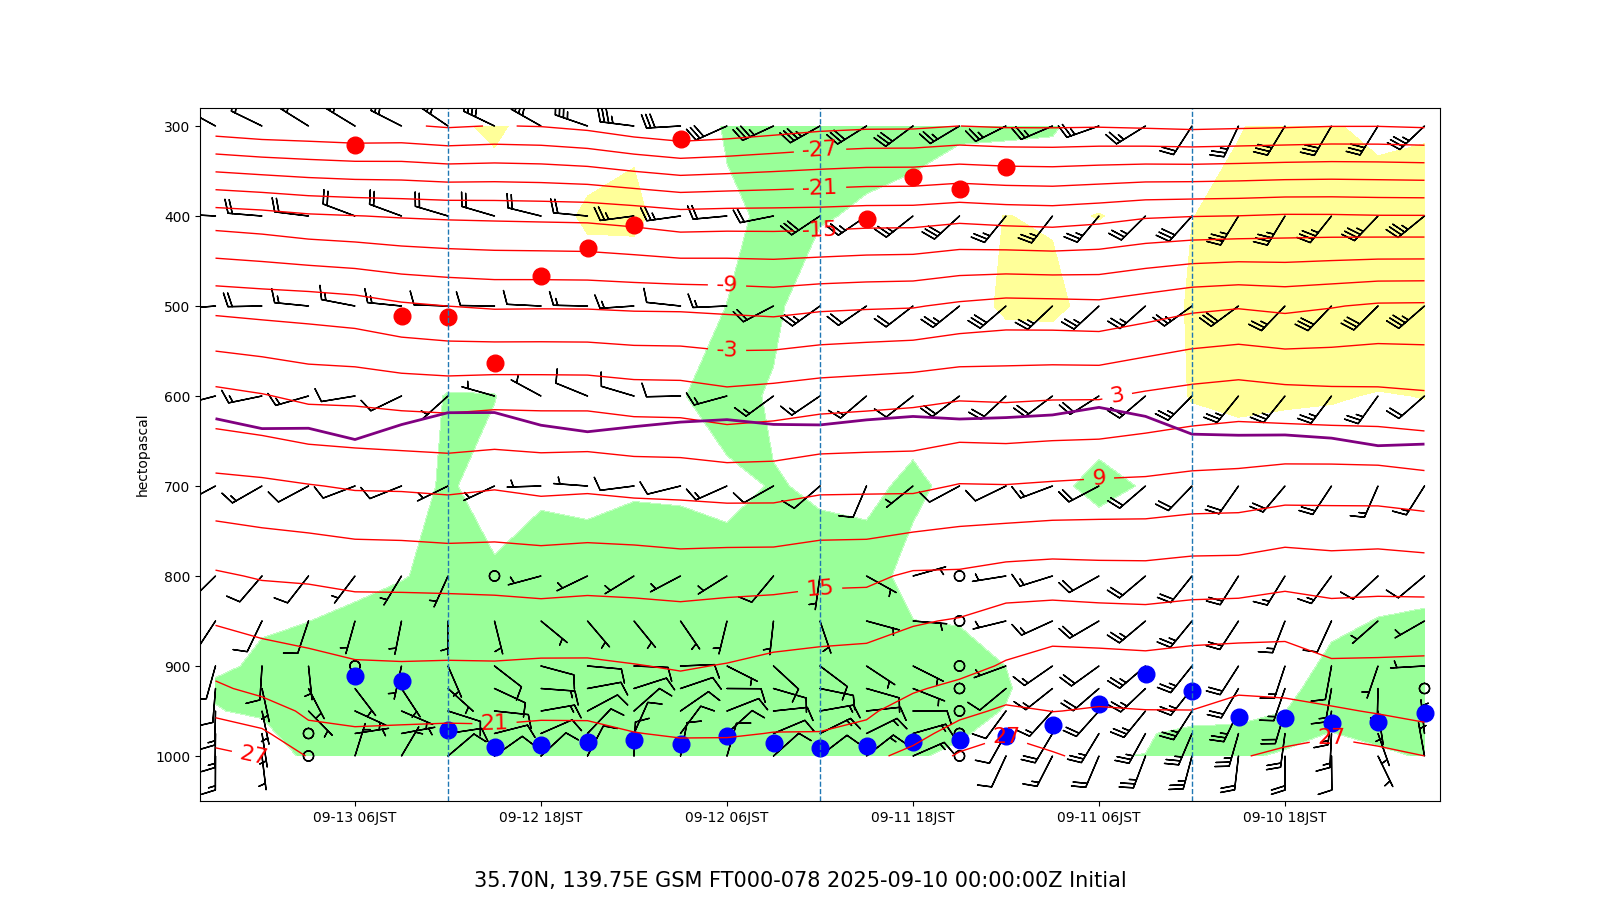 300
400
500
600
700
800
900
1000
hectopascal
-27
-21
-15
-9
-3
3
9
15
21
27
27
27
09-13 06JST
09-12 18JST
09-12 06JST
09-11 18JST
09-11 06JST
09-10 18JST
35.70N, 139.75E GSM FT000-078 2025-09-10 00:00:00Z Initial